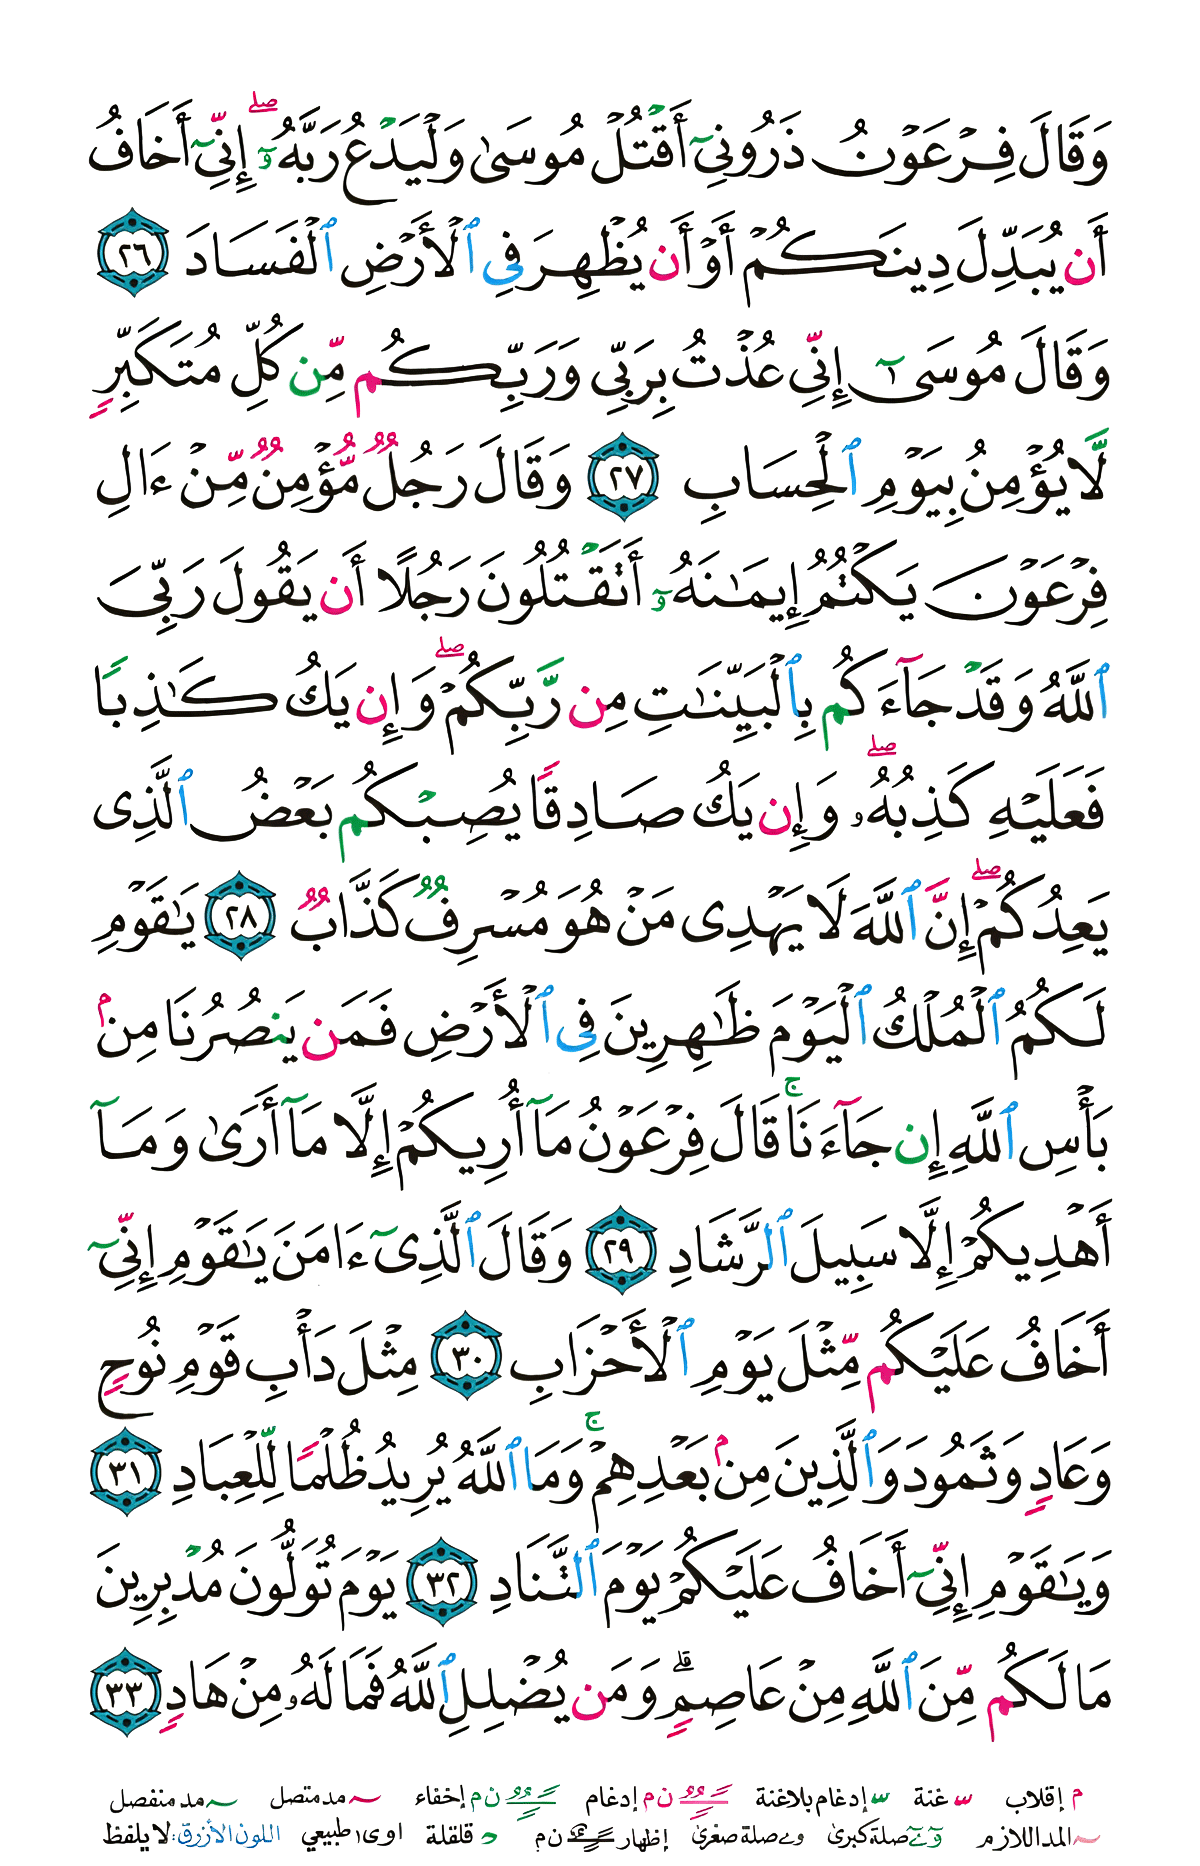 وَقَالَ فِرْعَوْنُ ذَرُونِىٓ أَقْتُلْ مُوسَىٰ وَلْيَدْعُ رَبَّهُۥٓ ۖ إِنِّىٓ أَخَافُ
أَن يُبَدِّلَ دِينَكُمْ أَوْ أَن يُظْهِرَ فِى ٱلْأَرْضِ ٱلْفَسَادَ ٢٦
وَقَالَ مُوسَىٰٓ إِنِّى عُذْتُ بِرَبِّى وَرَبِّكُم مِّن كُلِّ مُتَكَبِّرٍ
لَّا يُؤْمِنُ بِيَوْمِ ٱلْحِسَابِ ٢٧ وَقَالَ رَجُلٌ مُّؤْمِنٌ مِّنْ ءَالِ
فِرْعَوْنَ يَكْتُمُ إِيمَـٰنَهُۥٓ أَتَقْتُلُونَ رَجُلًا أَن يَقُولَ رَبِّىَ
ٱللَّهُ وَقَدْ جَآءَكُم بِٱلْبَيِّنَـٰتِ مِن رَّبِّكُمْ ۖ وَإِن يَكُ كَـٰذِبًا
فَعَلَيْهِ كَذِبُهُۥ ۖ وَإِن يَكُ صَادِقًا يُصِبْكُم بَعْضُ ٱلَّذِى
يَعِدُكُمْ ۖ إِنَّ ٱللَّهَ لَا يَهْدِى مَنْ هُوَ مُسْرِفٌ كَذَّابٌ ٢٨ يَـٰقَوْمِ
لَكُمُ ٱلْمُلْكُ ٱلْيَوْمَ ظَـٰهِرِينَ فِى ٱلْأَرْضِ فَمَن يَنصُرُنَا مِنۢ
بَأْسِ ٱللَّهِ إِن جَآءَنَا ۚ قَالَ فِرْعَوْنُ مَآ أُرِيكُمْ إِلَّا مَآ أَرَىٰ وَمَآ
أَهْدِيكُمْ إِلَّا سَبِيلَ ٱلرَّشَادِ ٢٩ وَقَالَ ٱلَّذِىٓ ءَامَنَ يَـٰقَوْمِ إِنِّىٓ
أَخَافُ عَلَيْكُم مِّثْلَ يَوْمِ ٱلْأَحْزَابِ ٣٠ مِثْلَ دَأْبِ قَوْمِ نُوحٍ
وَعَادٍ وَثَمُودَ وَٱلَّذِينَ مِنۢ بَعْدِهِمْ ۚ وَمَا ٱللَّهُ يُرِيدُ ظُلْمًا لِّلْعِبَادِ ٣١
وَيَـٰقَوْمِ إِنِّىٓ أَخَافُ عَلَيْكُمْ يَوْمَ ٱلتَّنَادِ ٣٢ يَوْمَ تُوَلُّونَ مُدْبِرِينَ
مَا لَكُم مِّنَ ٱللَّهِ مِنْ عَاصِمٍ ۗ وَمَن يُضْلِلِ ٱللَّهُ فَمَا لَهُۥ مِنْ هَادٍ ٣٣
م إقلاب غنة إدغام بلاغنة ن م إدغام ن م إخفاء مد متصل مد منفصل
المد اللازم صلة كبرى و ے صلة صغرى إظهار ن م قلقلة اوى طبيعي اللون الأزرق: لا يلفظ